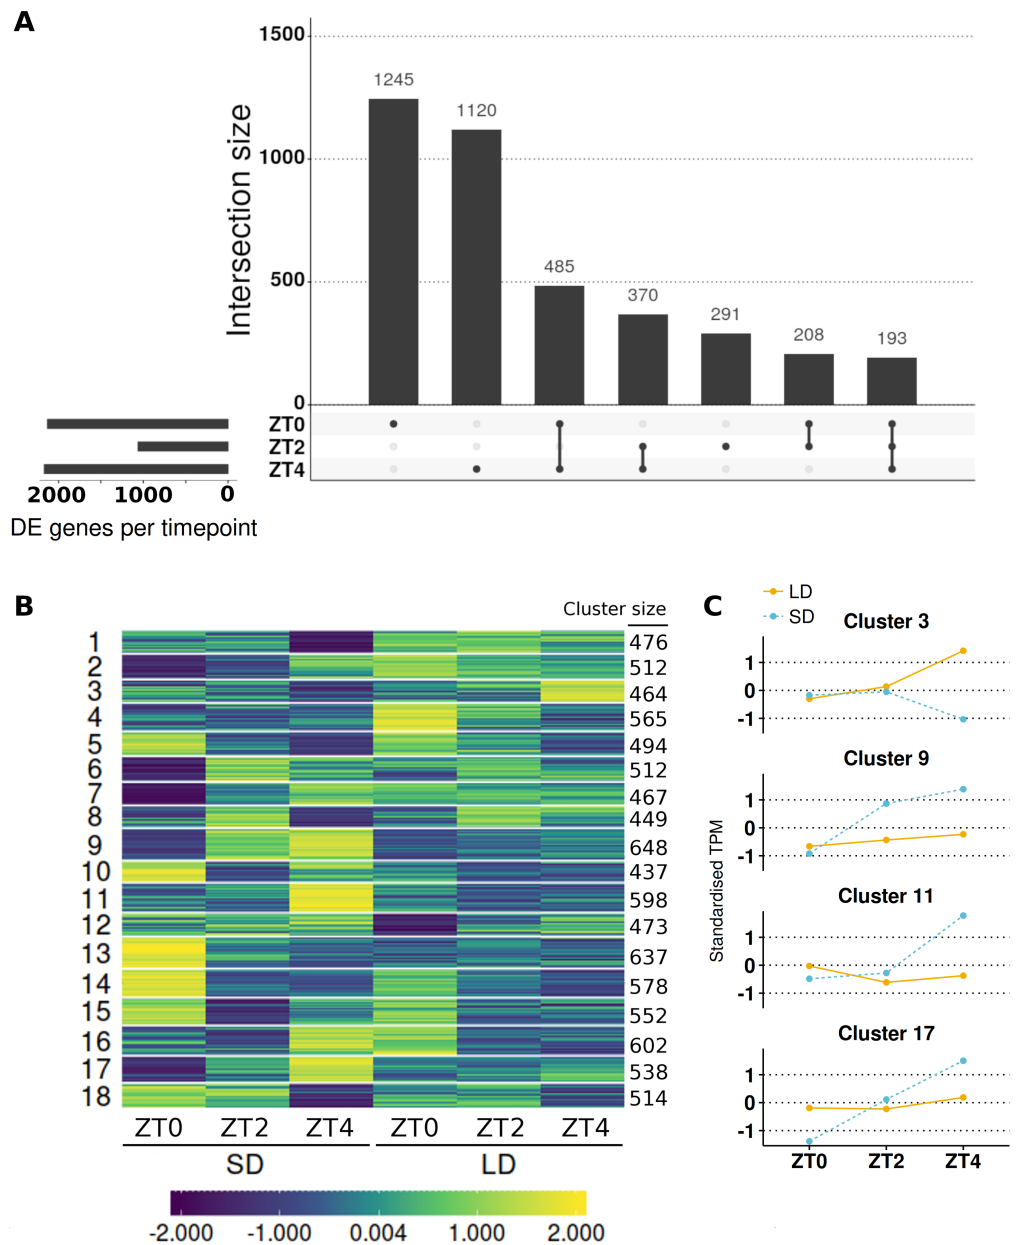 A
1500
1245
1120
1000
Intersection size
485
500
370
291
208
193
0
ZT0
ZT2
ZT4
2000 1000 0
DE genes per timepoint
B
Cluster size
1 476
2 512
3 464
4 565
5 494
6 512
7 467
8 449
9 648
10 437
11 598
12 473
13 637
14 578
15 552
16 602
17 538
18 514
ZT0 ZT2 ZT4 ZT0 ZT2 ZT4
SD LD
-2.000 -1.000 0.004 1.000 2.000
C
LD
SD
Standardised TPM
Cluster 3
1
0
-1
Cluster 9
1
0
-1
Cluster 11
1
0
-1
Cluster 17
1
0
-1
ZT0 ZT2 ZT4